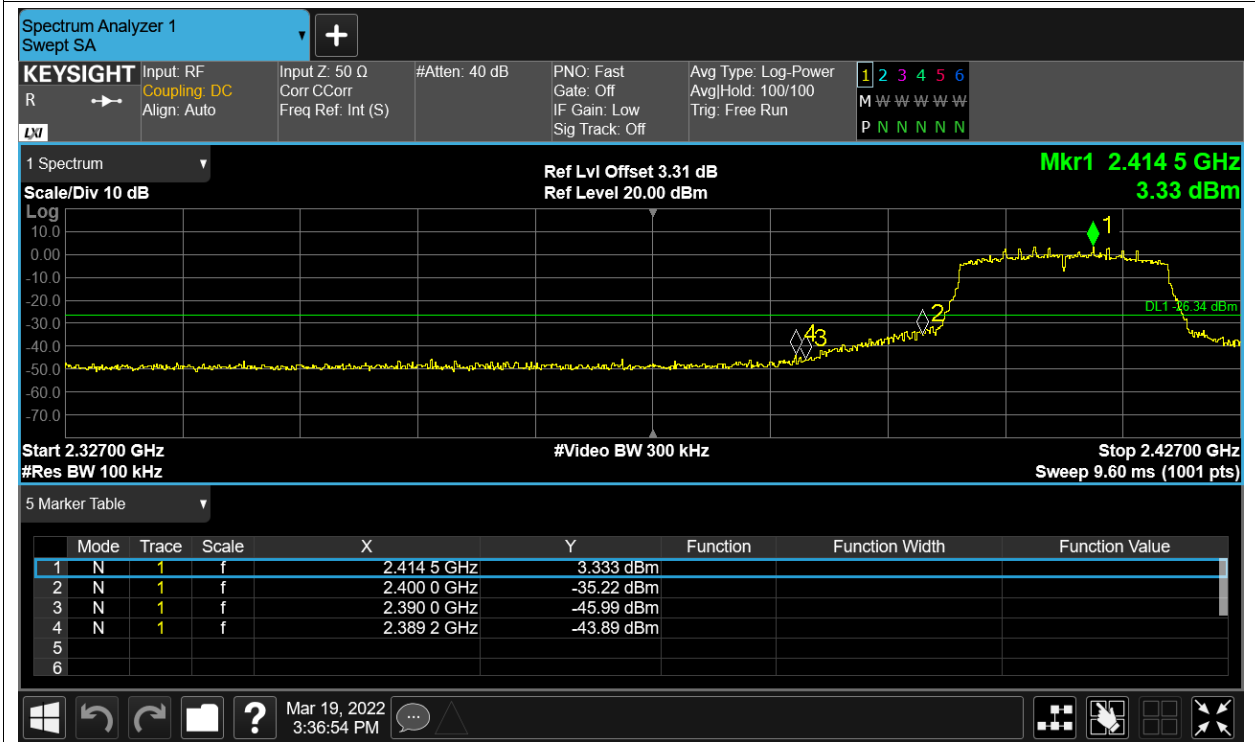 Spectrum Analyzer 1
Swept SA
+
KEYSIGHT
R
LXI
Input: RF
Coupling: DC
Align: Auto
Input Z: 50 Ω
Corr CCorr
Freq Ref: Int (S)
#Atten: 40 dB
PNO: Fast
Gate: Off
IF Gain: Low
Sig Track: Off
Avg Type: Log-Power
Avg|Hold: 100/100
Trig: Free Run
1 2 3 4 5 6
M W W W W W
P N N N N N
1 Spectrum
Scale/Div 10 dB
Ref Lvl Offset 3.31 dB
Ref Level 20.00 dBm
Mkr1 2.414 5 GHz
3.33 dBm
Log
10.0
0.00
-10.0
-20.0
-30.0
-40.0
-50.0
-60.0
-70.0
1
2
43
DL1 -26.34 dBm
Start 2.32700 GHz
#Res BW 100 kHz
#Video BW 300 kHz
Stop 2.42700 GHz
Sweep 9.60 ms (1001 pts)
5 Marker Table
Mode Trace Scale X Y Function Function Width Function Value
1 N 1 f 2.414 5 GHz 3.333 dBm
2 N 1 f 2.400 0 GHz -35.22 dBm
3 N 1 f 2.390 0 GHz -45.99 dBm
4 N 1 f 2.389 2 GHz -43.89 dBm
5
6
?
Mar 19, 2022
3:36:54 PM